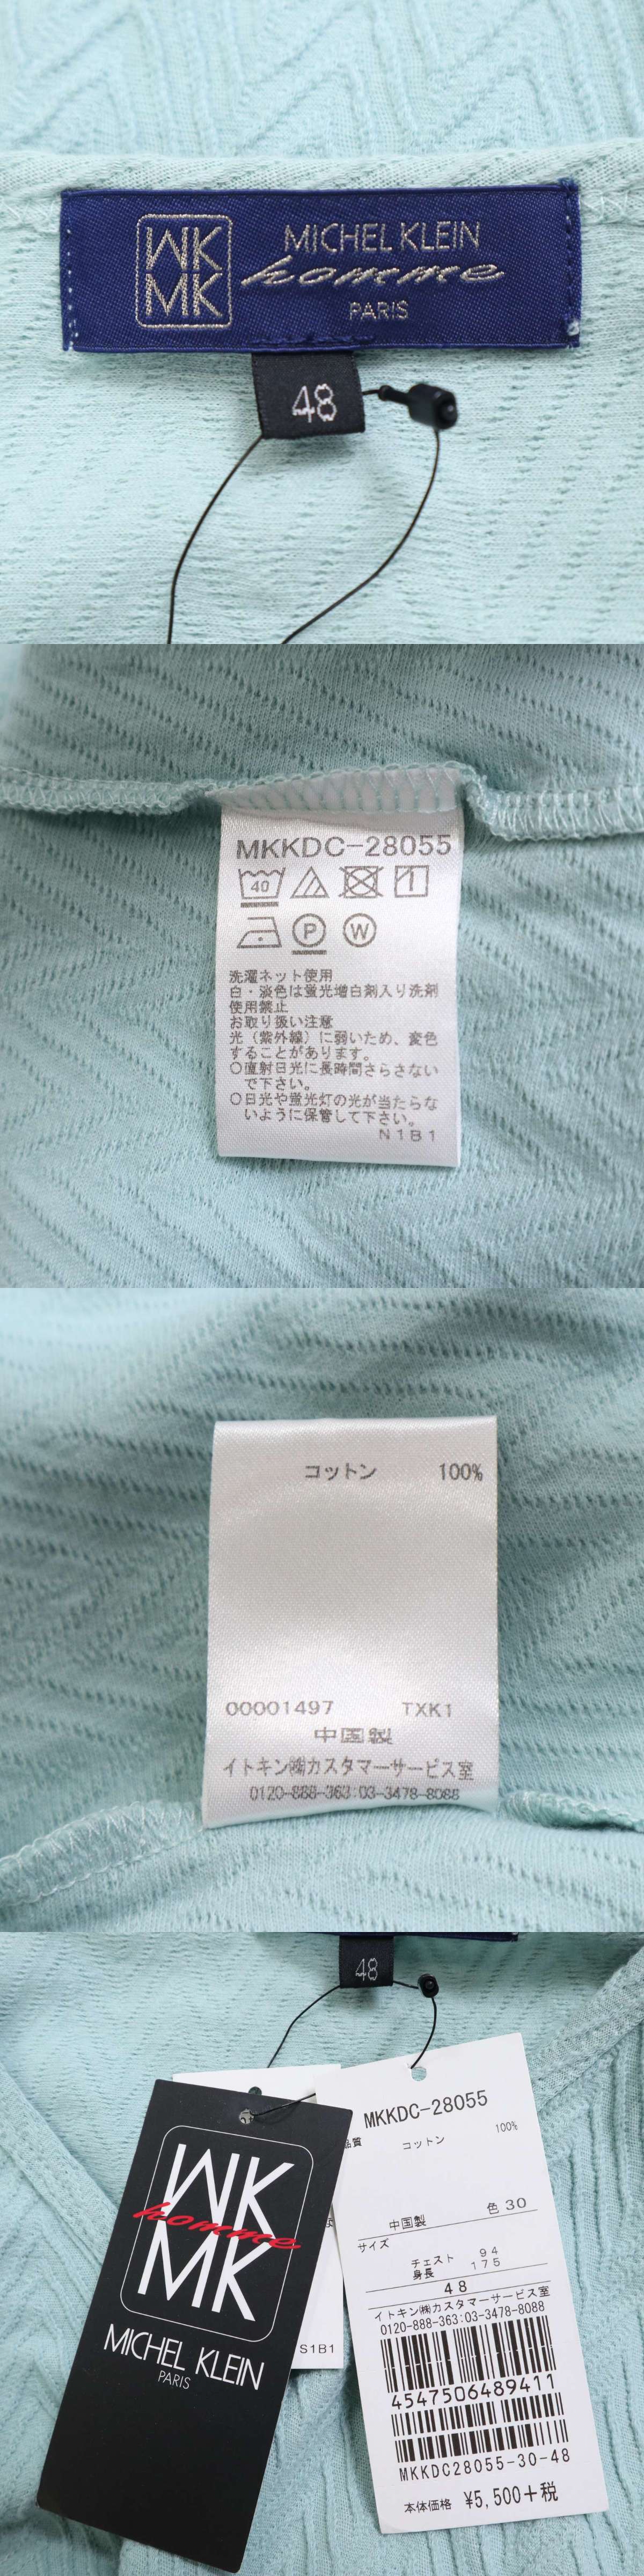 WK
MK
MICHEL KLEIN
homme
PARIS
48
MKKDC-28055
40
P
W
洗濯ネット使用
白・淡色は蛍光増白剤入り洗剤
使用禁止
お取り扱い注意
光（紫外線）に弱いため、変色
することがあります。
○直射日光に長時間さらさない
で下さい。
○日光や蛍光灯の光が当たらな
いように保管して下さい。
N1B1
コットン 100%
00001497 TXK1
中国製
イトキン㈱カスタマーサービス室
0120-888-363:03-3478-8088
48
WK
homme
MK
MICHEL KLEIN
PARIS
S1B1
MKKDC-28055
品質 コットン 100%
中国製 色 30
サイズ
チェスト 94
身長 175
48
イトキン㈱カスタマーサービス室
0120-888-363:03-3478-8088
4547506489411
MKKDC28055-30-48
本体価格 ¥5,500+税